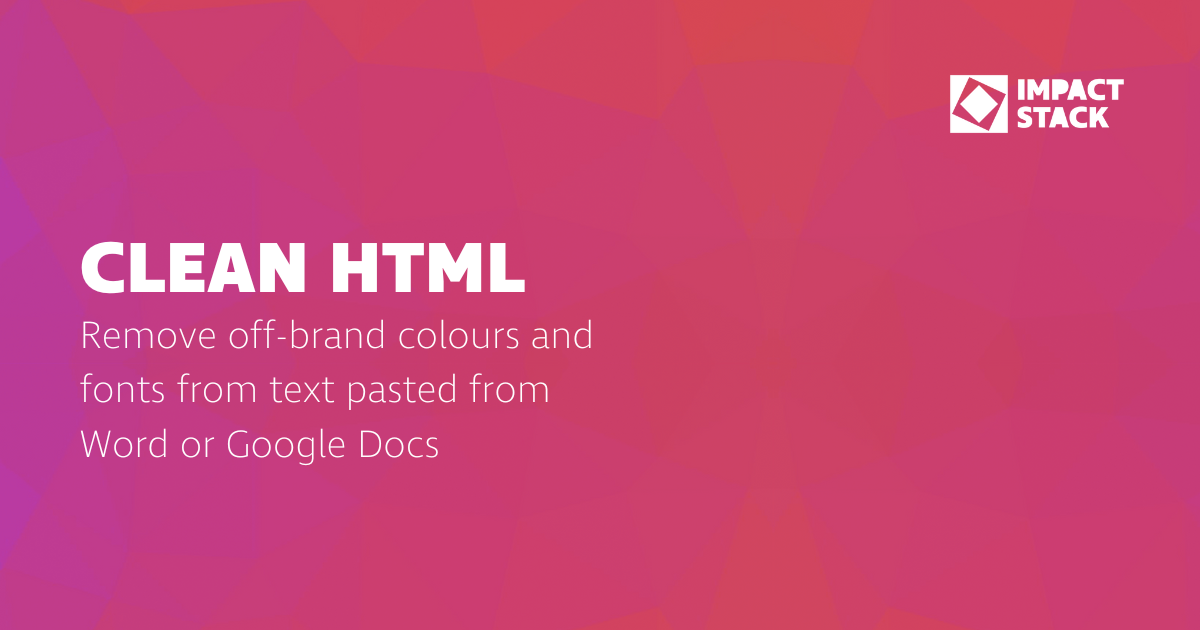 IMPACT
STACK
CLEAN HTML
Remove off-brand colours and
fonts from text pasted from
Word or Google Docs